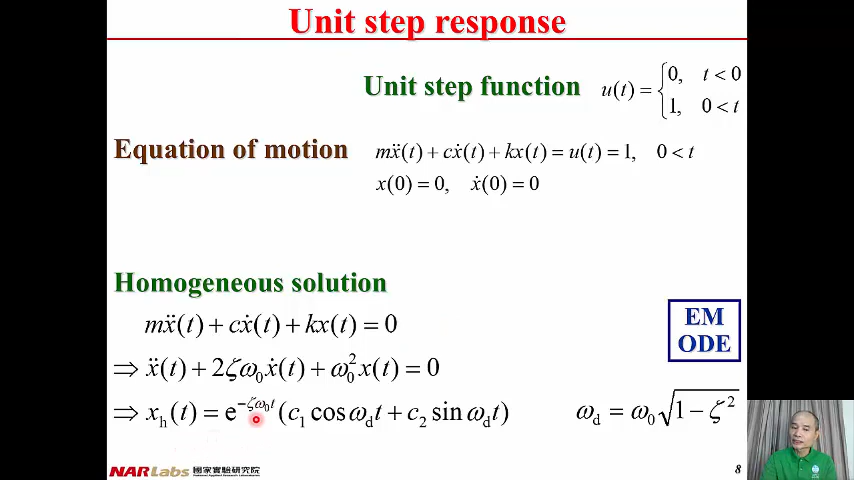 Unit step response
Unit step function u(t) = {0, t < 0
1, 0 < t
Equation of motion mẍ(t) + cẋ(t) + kx(t) = u(t) = 1, 0 < t
x(0) = 0, ẋ(0) = 0
Homogeneous solution
mẍ(t) + cẋ(t) + kx(t) = 0
EM
ODE
⇒ ẍ(t) + 2ζω₀ẋ(t) + ω₀²x(t) = 0
⇒ xₕ(t) = e^(−ζω₀t) (c₁ cos ω_d t + c₂ sin ω_d t) ω_d = ω₀√(1 − ζ²)
NARLabs 國家實驗研究院
8